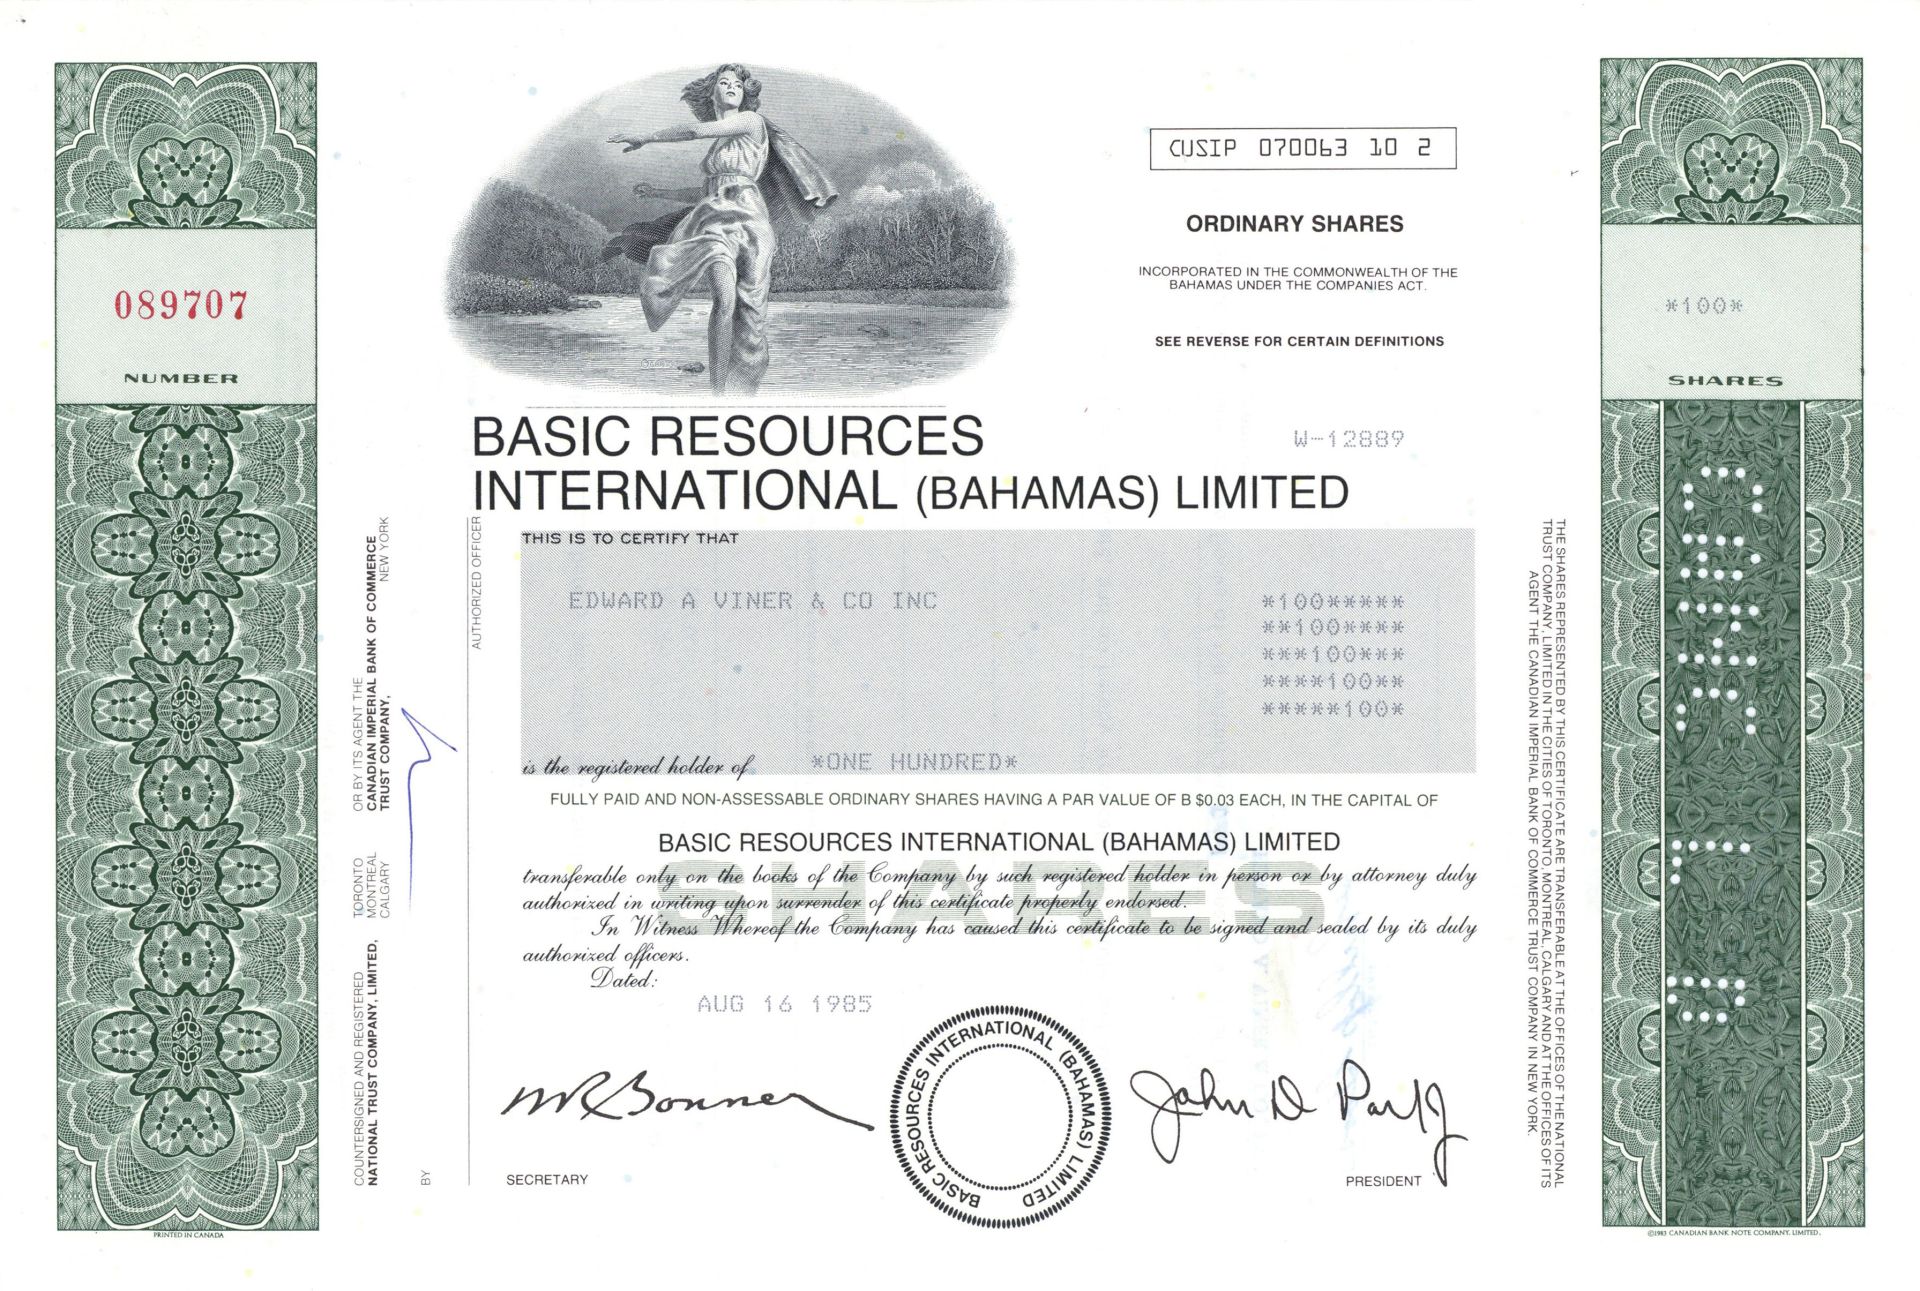 CUSIP 070063 10 2
ORDINARY SHARES
INCORPORATED IN THE COMMONWEALTH OF THE
BAHAMAS UNDER THE COMPANIES ACT.
SEE REVERSE FOR CERTAIN DEFINITIONS
089707
NUMBER
*100*
SHARES
BASIC RESOURCES
INTERNATIONAL (BAHAMAS) LIMITED
W-12889
THIS IS TO CERTIFY THAT
EDWARD A VINER & CO INC
*100*****
**100****
***100***
****100**
*****100*
is the registered holder of *ONE HUNDRED*
FULLY PAID AND NON-ASSESSABLE ORDINARY SHARES HAVING A PAR VALUE OF B $0.03 EACH, IN THE CAPITAL OF
BASIC RESOURCES INTERNATIONAL (BAHAMAS) LIMITED
SHARES
transferable only on the books of the Company by such registered holder in person or by attorney duly
authorized in writing upon surrender of this certificate properly endorsed.
In Witness Whereof the Company has caused this certificate to be signed and sealed by its duly
authorized officers.
Dated:
AUG 16 1985
SECRETARY
BASIC RESOURCES INTERNATIONAL (BAHAMAS) LIMITED
John D Park
PRESIDENT
COUNTERSIGNED AND REGISTERED
NATIONAL TRUST COMPANY, LIMITED,
TORONTO
MONTREAL
CALGARY
OR BY ITS AGENT THE
CANADIAN IMPERIAL BANK OF COMMERCE
TRUST COMPANY,
NEW YORK
BY
AUTHORIZED OFFICER
THE SHARES REPRESENTED BY THIS CERTIFICATE ARE TRANSFERABLE AT THE OFFICES OF THE NATIONAL
TRUST COMPANY, LIMITED IN THE CITIES OF TORONTO, MONTREAL, CALGARY AND AT THE OFFICES OF ITS
AGENT THE CANADIAN IMPERIAL BANK OF COMMERCE TRUST COMPANY IN NEW YORK.
PRINTED IN CANADA
©1983 CANADIAN BANK NOTE COMPANY, LIMITED.